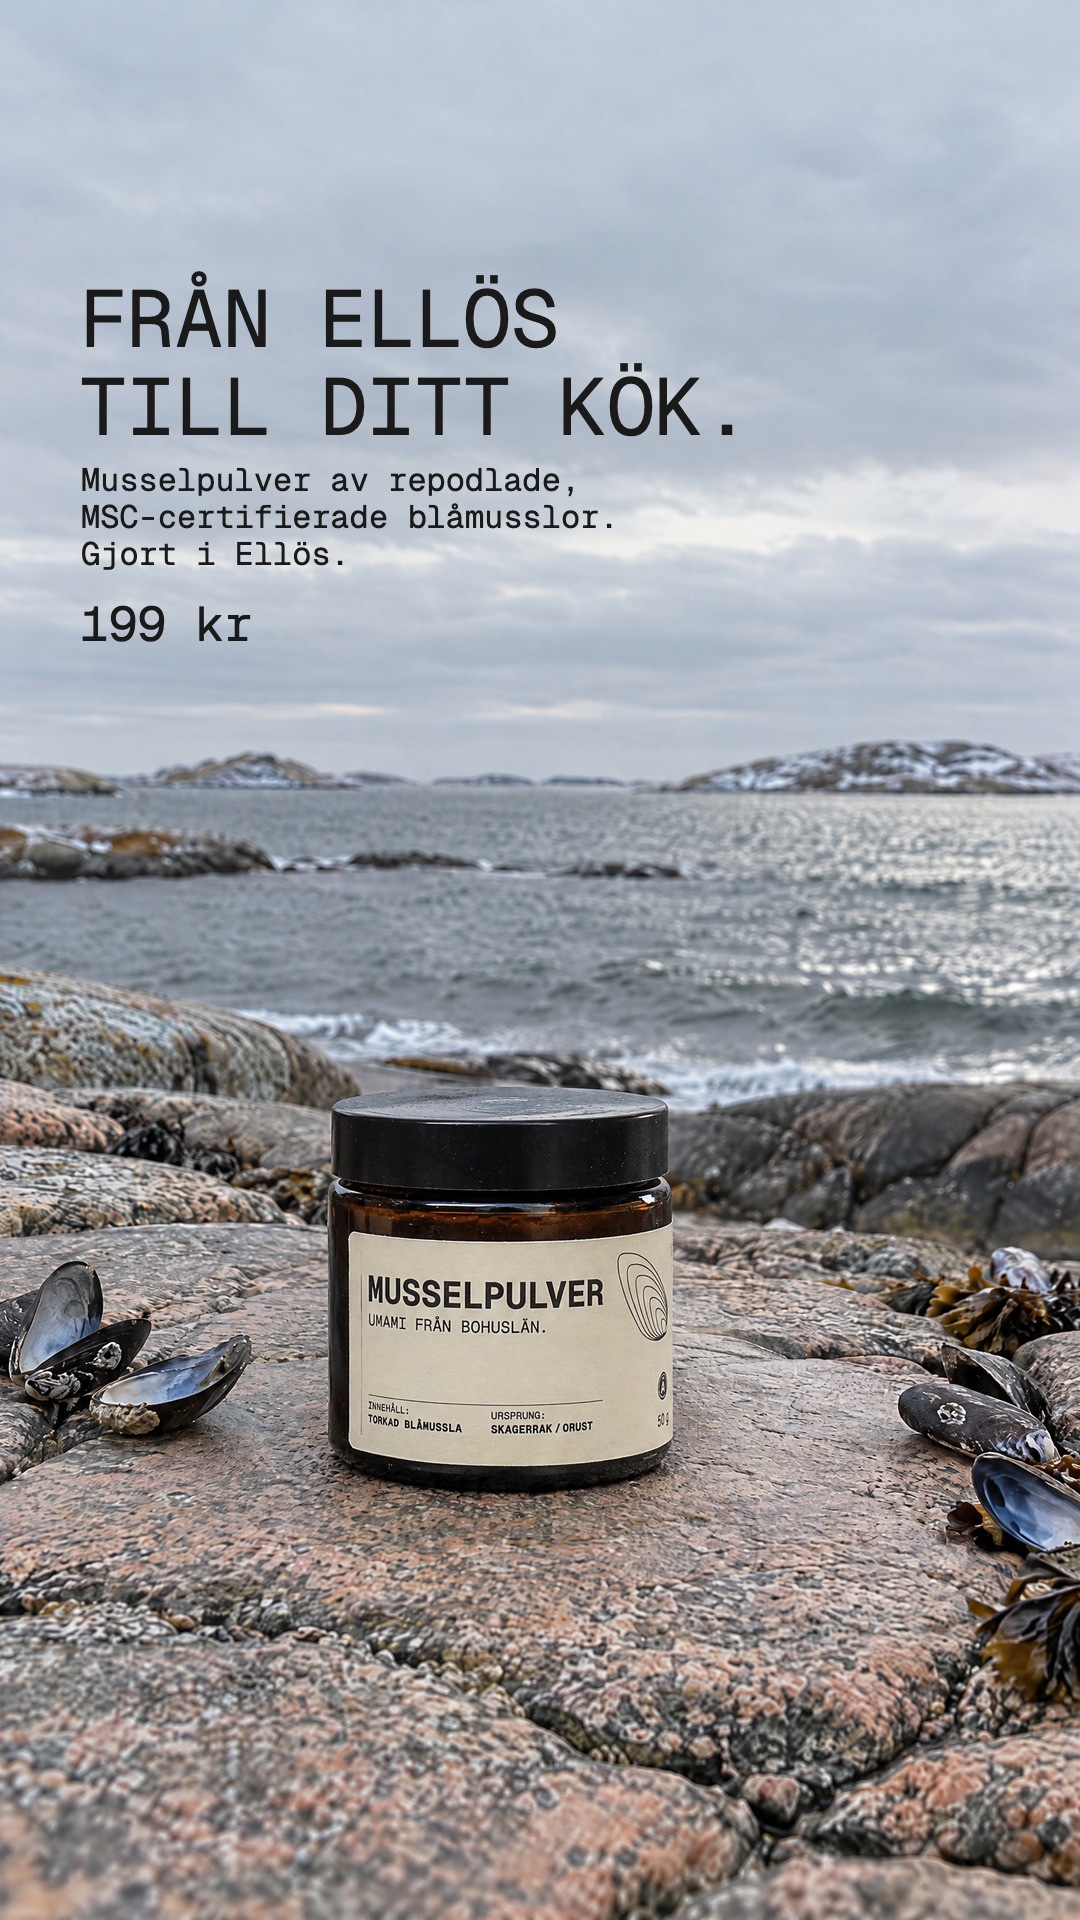 FRÅN ELLÖS
TILL DITT KÖK.
Musselpulver av repodlade,
MSC-certifierade blåmusslor.
Gjort i Ellös.
199 kr
MUSSELPULVER
UMAMI FRÅN BOHUSLÄN.
INNEHÅLL:
TORKAD BLÅMUSSLA
URSPRUNG:
SKAGERRAK / ORUST
50 g